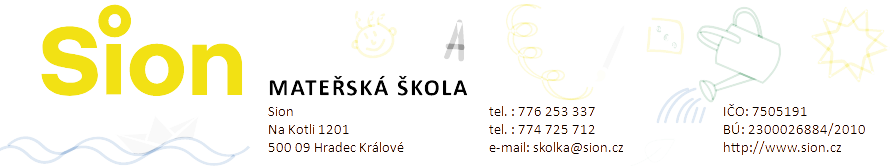 Sion
A
MATEŘSKÁ ŠKOLA
Sion
Na Kotli 1201
500 09 Hradec Králové
tel. : 776 253 337
tel. : 774 725 712
e-mail: skolka@sion.cz
IČO: 7505191
BÚ: 2300026884/2010
http://www.sion.cz